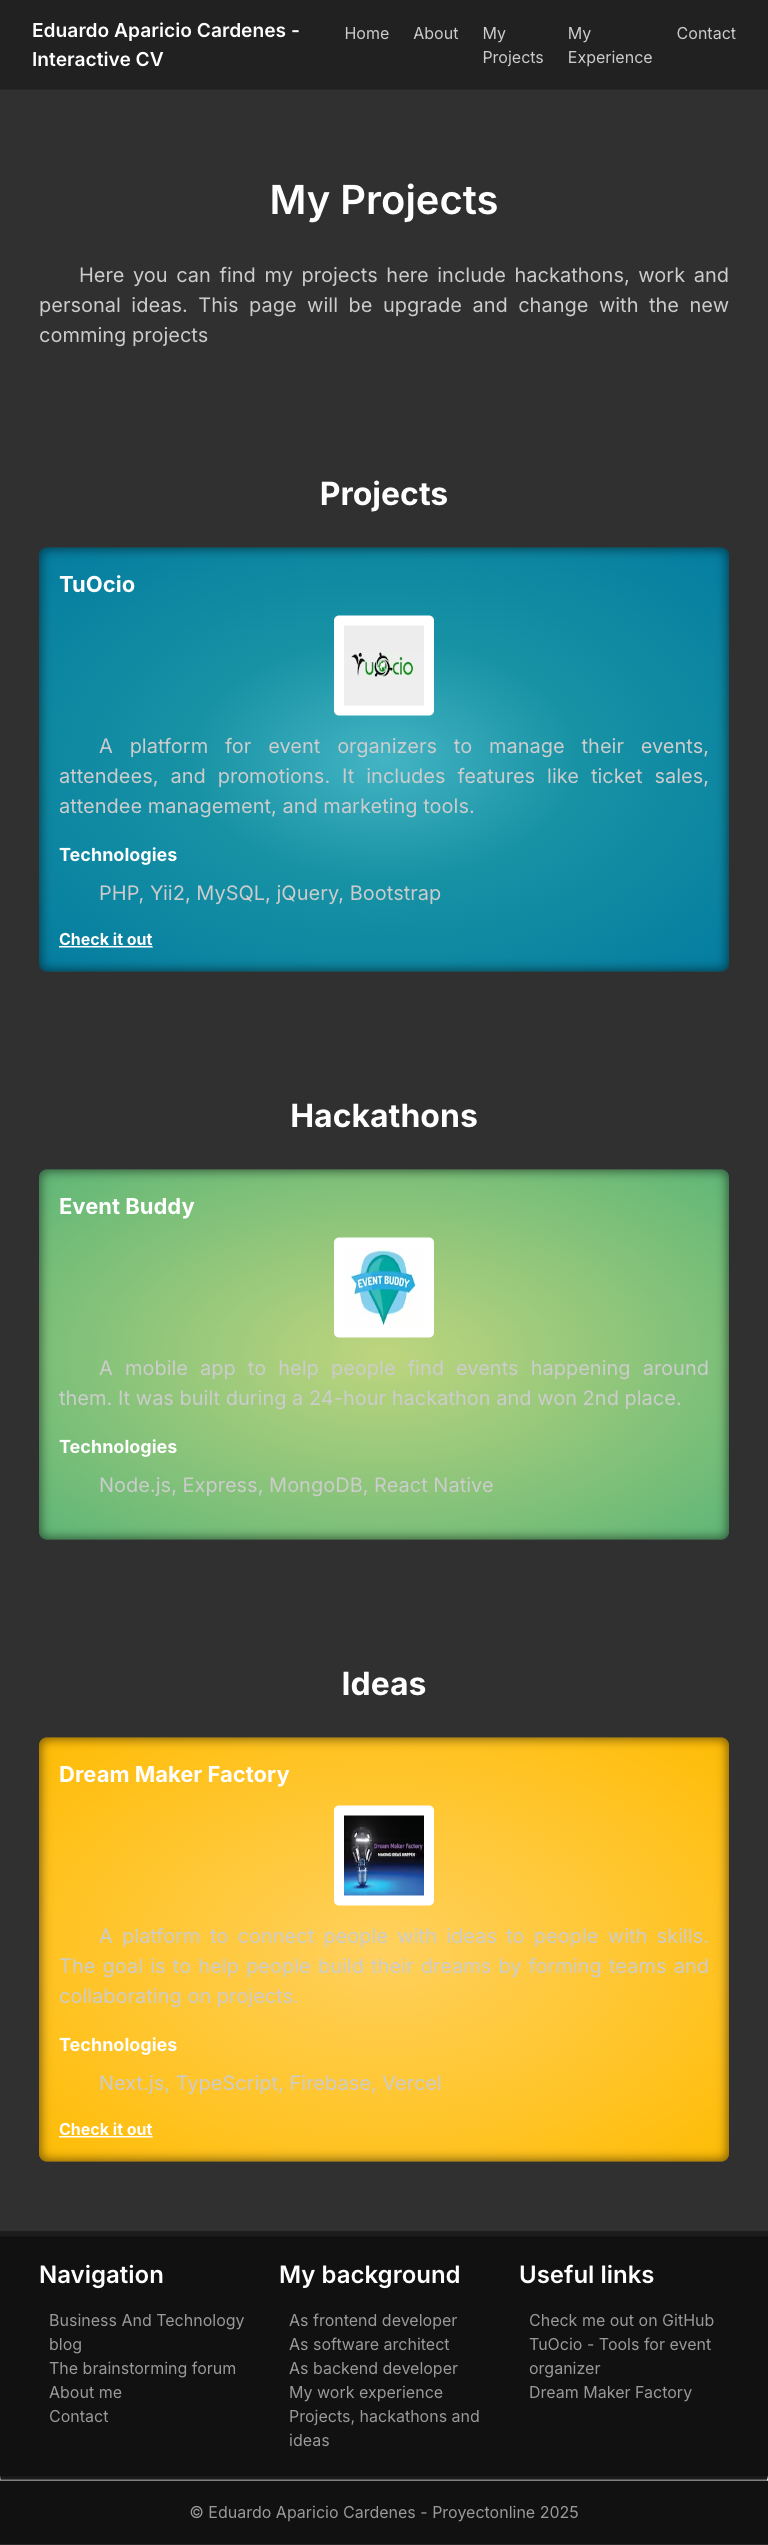 Eduardo Aparicio Cardenes -
Interactive CV
Home
About
My
Projects
My
Experience
Contact
My Projects
Here you can find my projects here include hackathons, work and
personal ideas. This page will be upgrade and change with the new
comming projects
Projects
TuOcio
TuOcio
A platform for event organizers to manage their events,
attendees, and promotions. It includes features like ticket sales,
attendee management, and marketing tools.
Technologies
PHP, Yii2, MySQL, jQuery, Bootstrap
Check it out
Hackathons
Event Buddy
EVENT BUDDY
A mobile app to help people find events happening around
them. It was built during a 24-hour hackathon and won 2nd place.
Technologies
Node.js, Express, MongoDB, React Native
Ideas
Dream Maker Factory
Dream Maker Factory
MAKING IDEAS HAPPEN
A platform to connect people with ideas to people with skills.
The goal is to help people build their dreams by forming teams and
collaborating on projects.
Technologies
Next.js, TypeScript, Firebase, Vercel
Check it out
Navigation
Business And Technology
blog
The brainstorming forum
About me
Contact
My background
As frontend developer
As software architect
As backend developer
My work experience
Projects, hackathons and
ideas
Useful links
Check me out on GitHub
TuOcio - Tools for event
organizer
Dream Maker Factory
© Eduardo Aparicio Cardenes - Proyectonline 2025